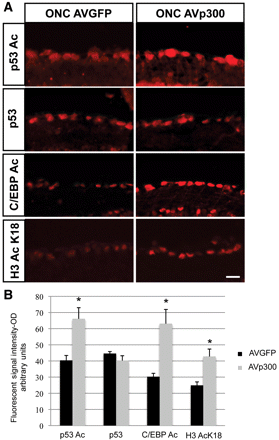 A
ONC AVGFP
ONC AVp300
p53 Ac
p53
C/EBP Ac
H3 Ac K18
B
Fluorescent signal intensity-OD
arbitrary units
80
70
60
50
40
30
20
10
0
*
*
*
p53 Ac
p53
C/EBP Ac
H3 AcK18
AVGFP
AVp300